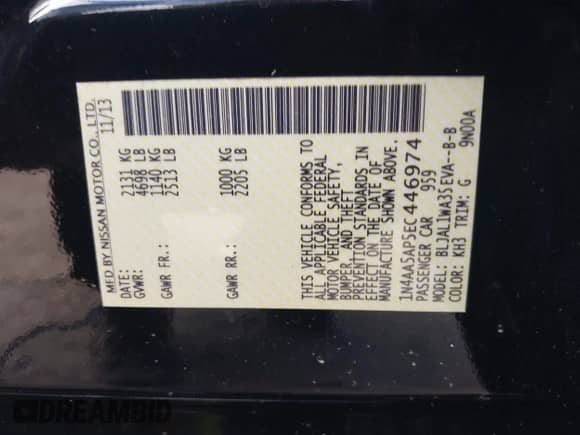 MFD BY NISSAN MOTOR CO., LTD.
11/13
GVWR: 2131 KG
4698 LB
GAWR FR.: 1140 KG
2513 LB
GAWR RR.: 1000 KG
2205 LB
THIS VEHICLE CONFORMS TO
ALL APPLICABLE FEDERAL
MOTOR VEHICLE SAFETY,
BUMPER, AND THEFT
PREVENTION STANDARDS IN
EFFECT ON THE DATE OF
MANUFACTURE SHOWN ABOVE.
1N4AA5AP5EC446974
PASSENGER CAR 939
MODEL: BLJAL1WA35EVA--B-B
COLOR: KH3 TRIM: G 9N00A
DREAMBID